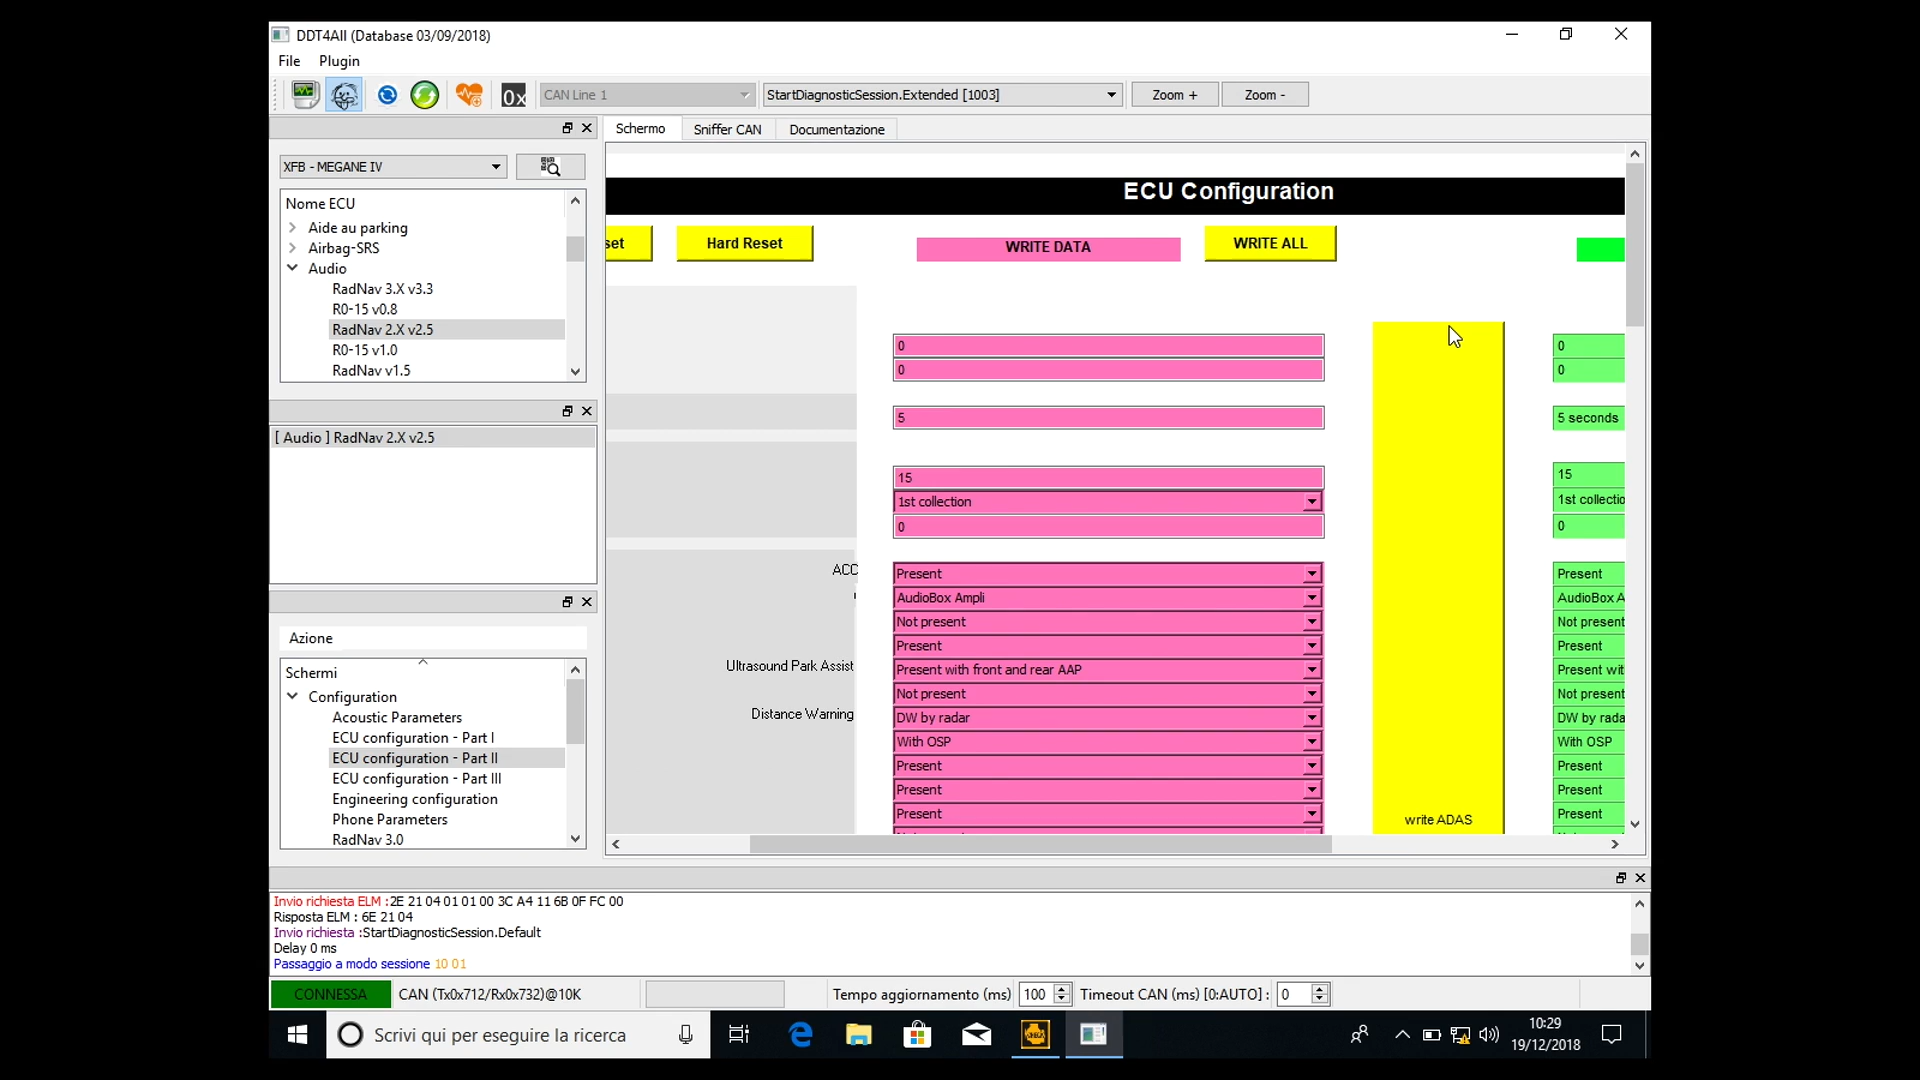 DDT4All (Database 03/09/2018)
File Plugin
0x CAN Line 1 StartDiagnosticSession.Extended [1003] Zoom + Zoom -
Schermo Sniffer CAN Documentazione
XFB - MEGANE IV
Nome ECU
Aide au parking
Airbag-SRS
Audio
RadNav 3.X v3.3
R0-15 v0.8
RadNav 2.X v2.5
R0-15 v1.0
RadNav v1.5
[ Audio ] RadNav 2.X v2.5
Azione
Schermi
Configuration
Acoustic Parameters
ECU configuration - Part I
ECU configuration - Part II
ECU configuration - Part III
Engineering configuration
Phone Parameters
RadNav 3.0
ECU Configuration
set Hard Reset WRITE DATA WRITE ALL
0 0
0 0
5 5 seconds
15 15
1st collection 1st collectio
0 0
ACC Present Present
AudioBox Ampli AudioBox A
Not present Not present
Present Present
Ultrasound Park Assist Present with front and rear AAP Present wit
Not present Not present
Distance Warning DW by radar DW by rada
With OSP With OSP
Present Present
Present Present
Present write ADAS Present
Invio richiesta ELM :2E 21 04 01 01 00 3C A4 11 6B 0F FC 00
Risposta ELM : 6E 21 04
Invio richiesta :StartDiagnosticSession.Default
Delay 0 ms
Passaggio a modo sessione 10 01
CONNESSA CAN (Tx0x712/Rx0x732)@10K Tempo aggiornamento (ms) 100 Timeout CAN (ms) [0:AUTO] : 0
Scrivi qui per eseguire la ricerca
10:29
19/12/2018